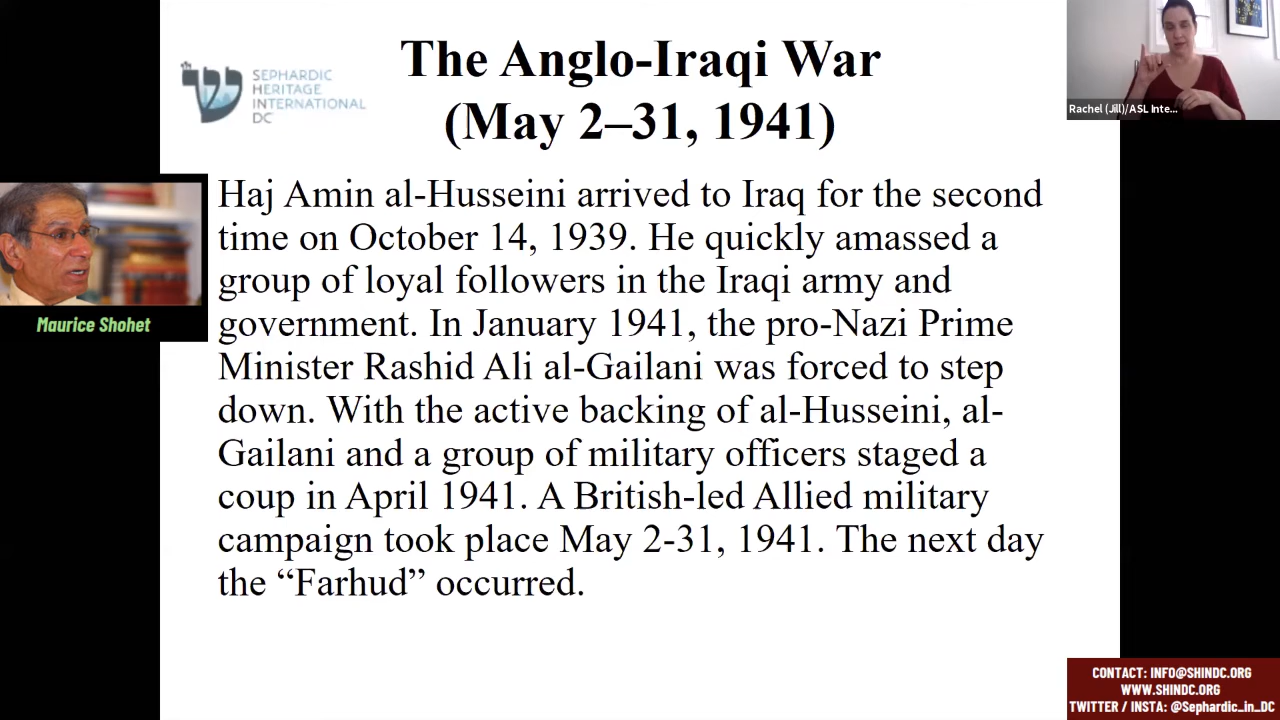 The Anglo-Iraqi War
(May 2–31, 1941)
SEPHARDIC
HERITAGE
INTERNATIONAL
DC
Rachel (Jill)/ASL Inte...
Haj Amin al-Husseini arrived to Iraq for the second
time on October 14, 1939. He quickly amassed a
group of loyal followers in the Iraqi army and
government. In January 1941, the pro-Nazi Prime
Minister Rashid Ali al-Gailani was forced to step
down. With the active backing of al-Husseini, al-
Gailani and a group of military officers staged a
coup in April 1941. A British-led Allied military
campaign took place May 2-31, 1941. The next day
the “Farhud” occurred.
Maurice Shohet
CONTACT: INFO@SHINDC.ORG
WWW.SHINDC.ORG
TWITTER / INSTA: @Sephardic_in_DC